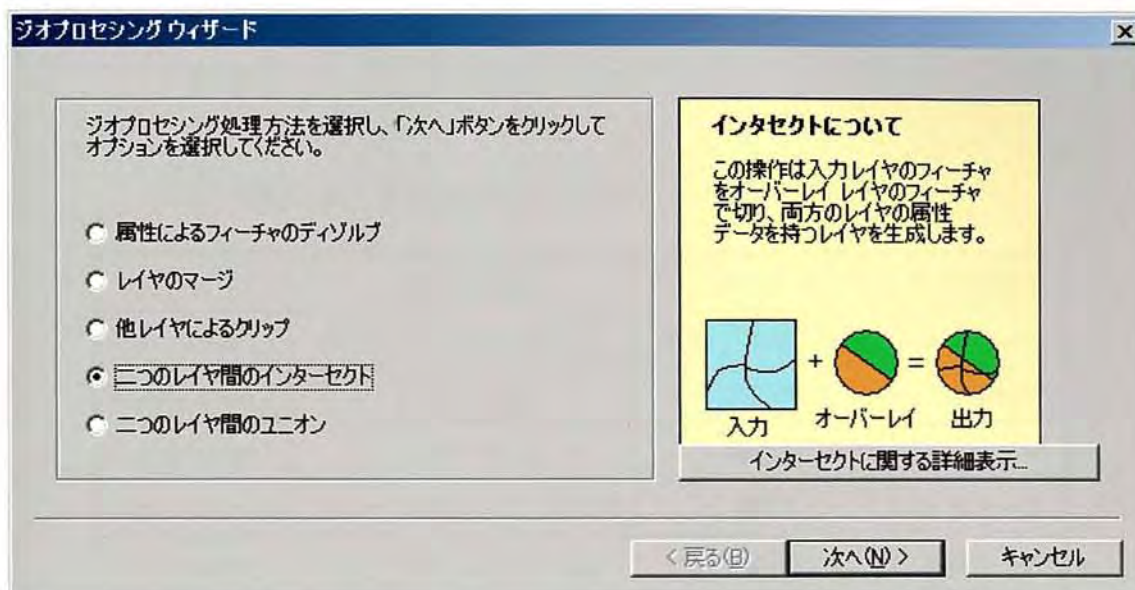 ジオプロセシング ウィザード
ジオプロセシング処理方法を選択し、「次へ」ボタンをクリックして
オプションを選択してください。
属性によるフィーチャのディゾルブ
レイヤのマージ
他レイヤによるクリップ
二つのレイヤ間のインターセクト
二つのレイヤ間のユニオン
インタセクトについて
この操作は入力レイヤのフィーチャ
をオーバーレイ レイヤのフィーチャ
で切り、両方のレイヤの属性
データを持つレイヤを生成します。
+ =
入力 オーバーレイ 出力
インターセクトに関する詳細表示...
< 戻る(B) 次へ(N) > キャンセル